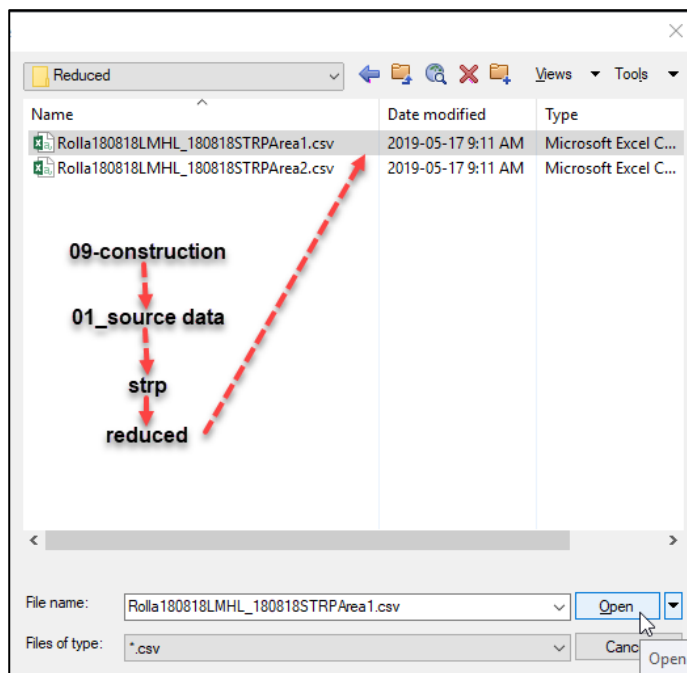 Reduced
Views Tools
Name Date modified Type
Rolla180818LMHL_180818STRPArea1.csv 2019-05-17 9:11 AM Microsoft Excel C...
Rolla180818LMHL_180818STRPArea2.csv 2019-05-17 9:11 AM Microsoft Excel C...
09-construction
01_source data
strp
reduced
File name: Rolla180818LMHL_180818STRPArea1.csv Open
Files of type: *.csv Canc
Open